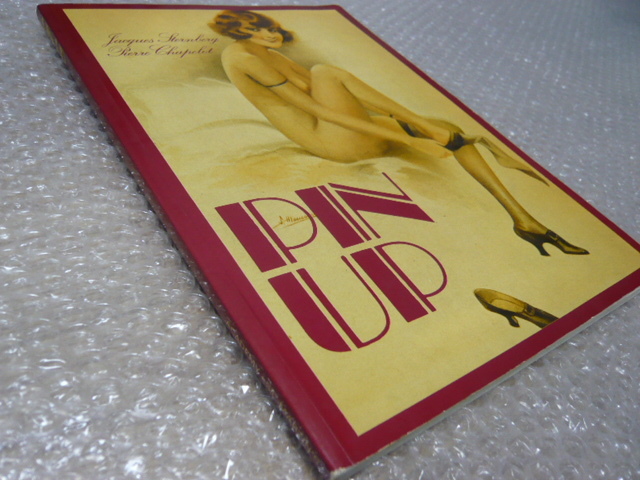 Jacques Sternberg
Pierre Chapelot
PIN
UP